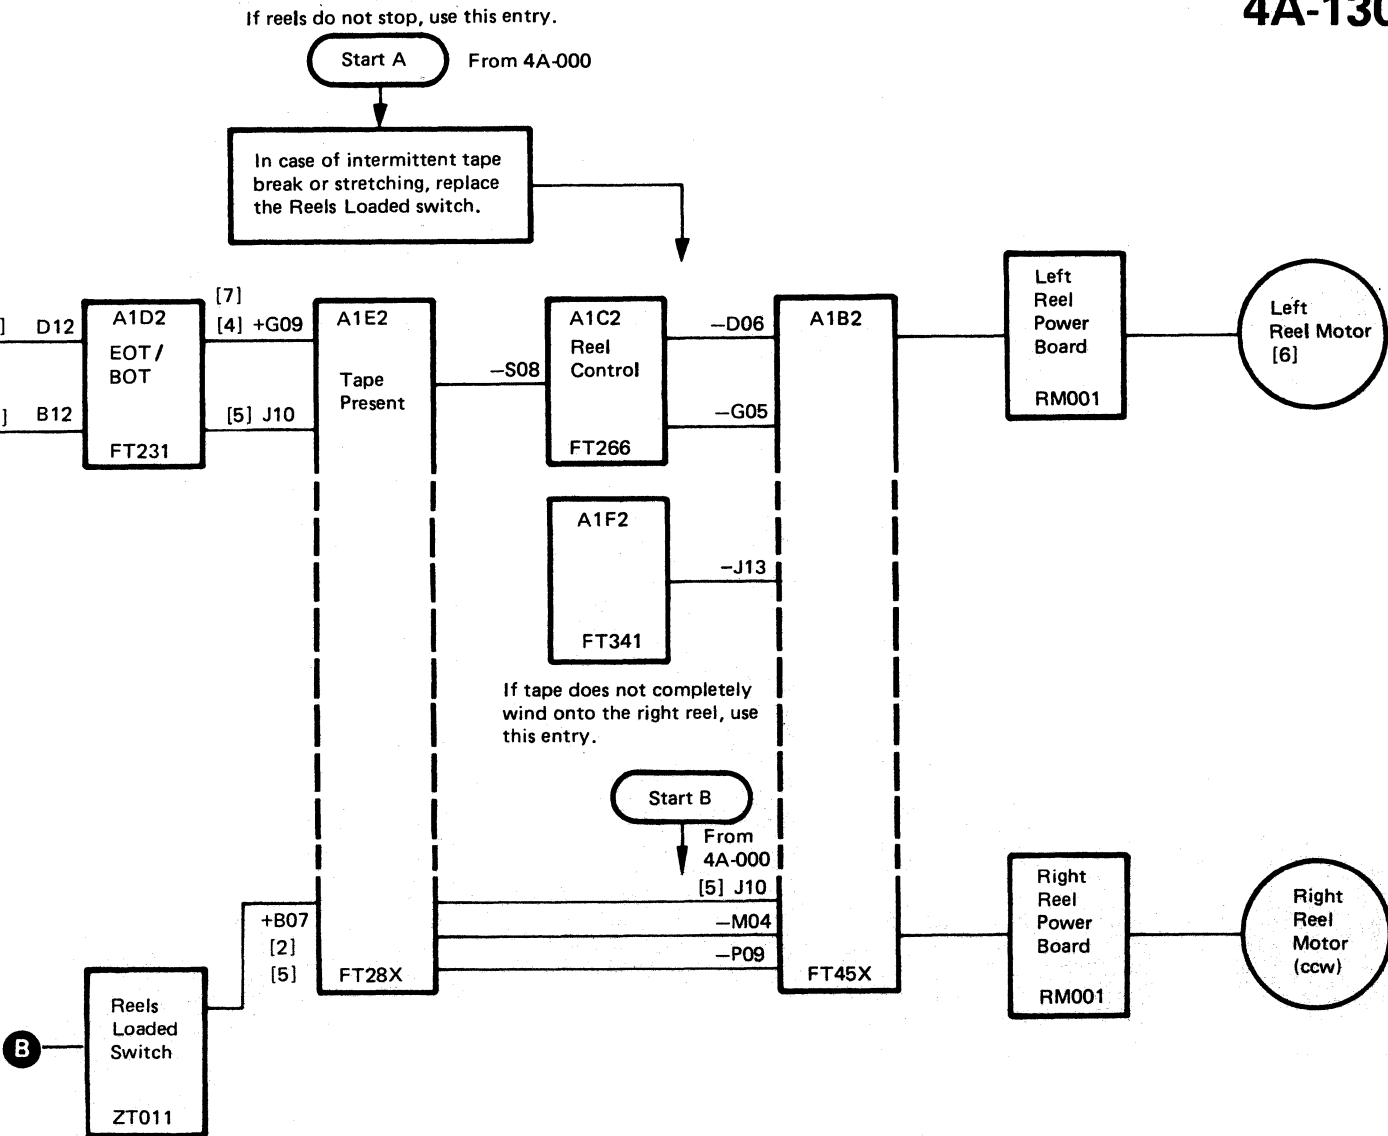 4A-130
If reels do not stop, use this entry.
Start A
From 4A-000
In case of intermittent tape
break or stretching, replace
the Reels Loaded switch.
] D12
] B12
A1D2
EOT/
BOT
FT231
[7]
[4] +G09
[5] J10
A1E2
Tape
Present
FT28X
−S08
A1C2
Reel
Control
FT266
−D06
−G05
A1F2
FT341
−J13
A1B2
FT45X
Left
Reel
Power
Board
RM001
Left
Reel Motor
[6]
If tape does not completely
wind onto the right reel, use
this entry.
Start B
From
4A-000
[5] J10
−M04
−P09
+B07
[2]
[5]
B
Reels
Loaded
Switch
ZT011
Right
Reel
Power
Board
RM001
Right
Reel
Motor
(ccw)